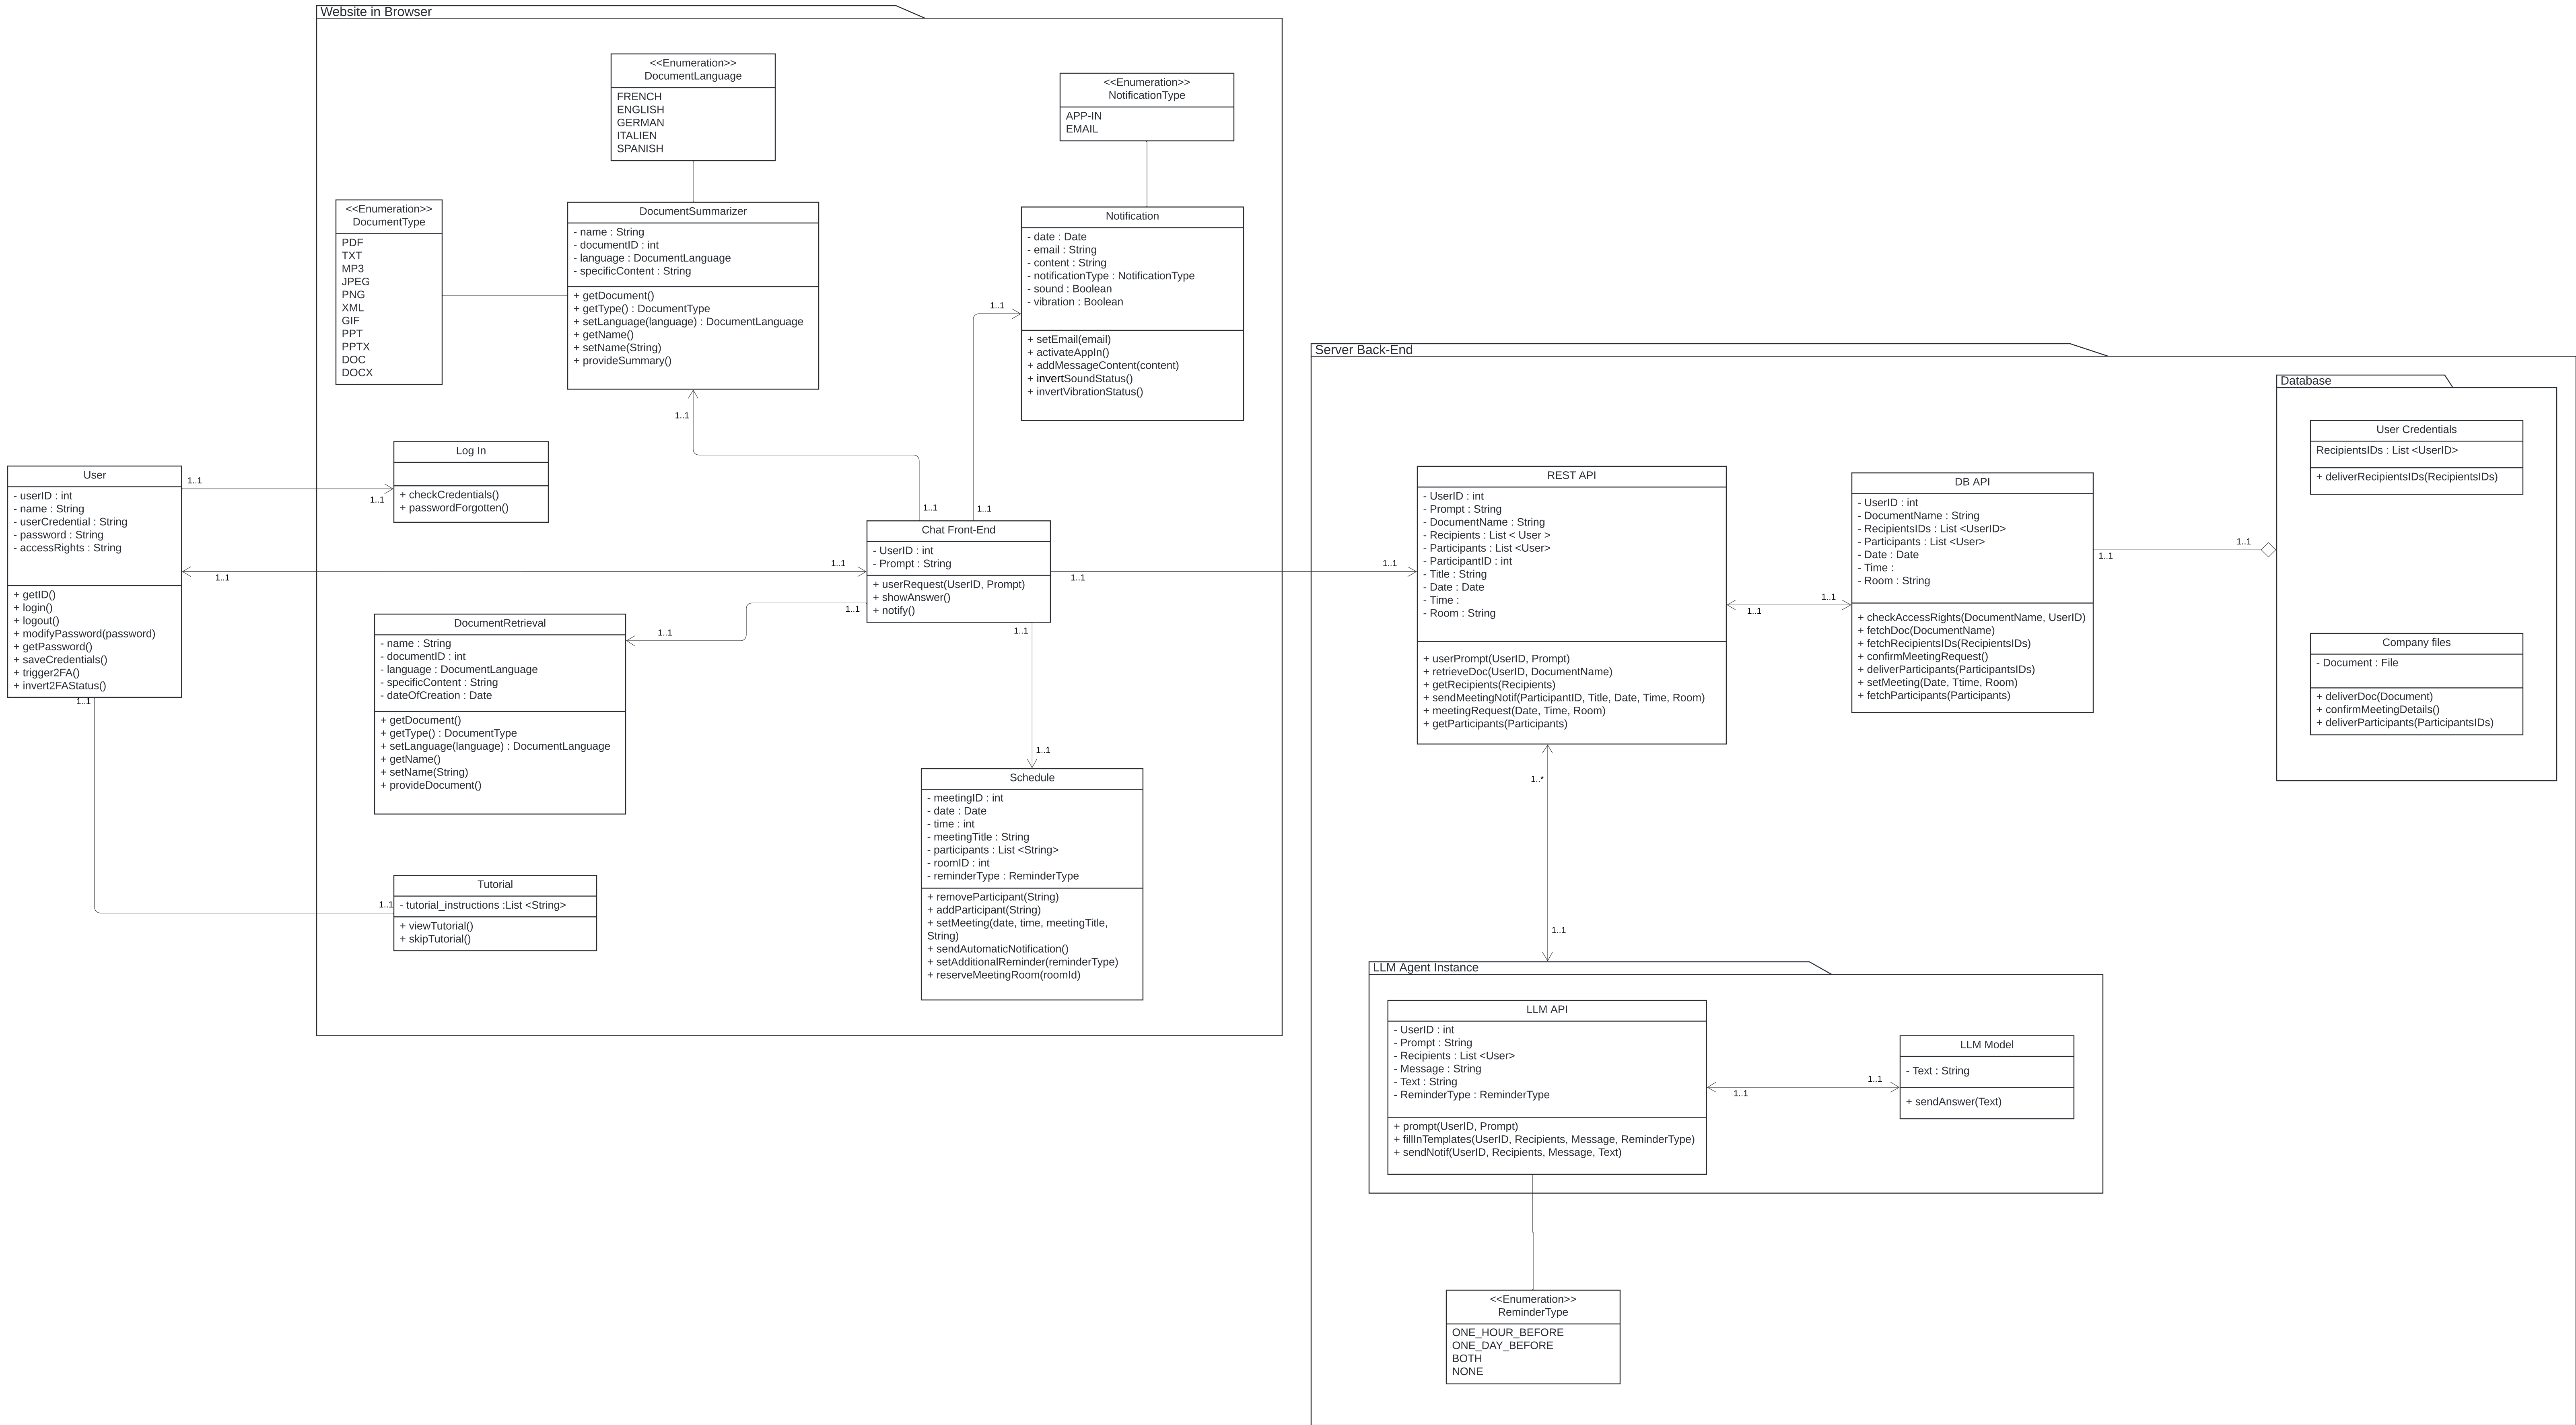 Website in Browser
<<Enumeration>>
DocumentLanguage
FRENCH
ENGLISH
GERMAN
ITALIEN
SPANISH
<<Enumeration>>
NotificationType
APP-IN
EMAIL
<<Enumeration>>
DocumentType
PDF
TXT
MP3
JPEG
PNG
XML
GIF
PPT
PPTX
DOC
DOCX
DocumentSummarizer
- name : String
- documentID : int
- language : DocumentLanguage
- specificContent : String
+ getDocument()
+ getType() : DocumentType
+ setLanguage(language) : DocumentLanguage
+ getName()
+ setName(String)
+ provideSummary()
1..1
Notification
- date : Date
- email : String
- content : String
- notificationType : NotificationType
- sound : Boolean
- vibration : Boolean
+ setEmail(email)
+ activateAppIn()
+ addMessageContent(content)
+ invertSoundStatus()
+ invertVibrationStatus()
1..1
Log In
+ checkCredentials()
+ passwordForgotten()
1..1
1..1
User
- userID : int
- name : String
- userCredential : String
- password : String
- accessRights : String
+ getID()
+ login()
+ logout()
+ modifyPassword(password)
+ getPassword()
+ saveCredentials()
+ trigger2FA()
+ invert2FAStatus()
1..1
1..1
1..1
1..1
1..1
Chat Front-End
- UserID : int
- Prompt : String
+ userRequest(UserID, Prompt)
+ showAnswer()
+ notify()
1..1
1..1
1..1
1..1
DocumentRetrieval
- name : String
- documentID : int
- language : DocumentLanguage
- specificContent : String
- dateOfCreation : Date
+ getDocument()
+ getType() : DocumentType
+ setLanguage(language) : DocumentLanguage
+ getName()
+ setName(String)
+ provideDocument()
1..1
1..1
Schedule
- meetingID : int
- date : Date
- time : int
- meetingTitle : String
- participants : List <String>
- roomID : int
- reminderType : ReminderType
+ removeParticipant(String)
+ addParticipant(String)
+ setMeeting(date, time, meetingTitle,
String)
+ sendAutomaticNotification()
+ setAdditionalReminder(reminderType)
+ reserveMeetingRoom(roomId)
1..1
Tutorial
- tutorial_instructions :List <String>
+ viewTutorial()
+ skipTutorial()
Server Back-End
REST API
- UserID : int
- Prompt : String
- DocumentName : String
- Recipients : List < User >
- Participants : List <User>
- ParticipantID : int
- Title : String
- Date : Date
- Time :
- Room : String
+ userPrompt(UserID, Prompt)
+ retrieveDoc(UserID, DocumentName)
+ getRecipients(Recipients)
+ sendMeetingNotif(ParticipantID, Title, Date, Time, Room)
+ meetingRequest(Date, Time, Room)
+ getParticipants(Participants)
1..1
1..1
DB API
- UserID : int
- DocumentName : String
- RecipientsIDs : List <UserID>
- Participants : List <User>
- Date : Date
- Time :
- Room : String
+ checkAccessRights(DocumentName, UserID)
+ fetchDoc(DocumentName)
+ fetchRecipientsIDs(RecipientsIDs)
+ confirmMeetingRequest()
+ deliverParticipants(ParticipantsIDs)
+ setMeeting(Date, Ttime, Room)
+ fetchParticipants(Participants)
1..1
1..1
Database
User Credentials
RecipientsIDs : List <UserID>
+ deliverRecipientsIDs(RecipientsIDs)
Company files
- Document : File
+ deliverDoc(Document)
+ confirmMeetingDetails()
+ deliverParticipants(ParticipantsIDs)
1..*
1..1
LLM Agent Instance
LLM API
- UserID : int
- Prompt : String
- Recipients : List <User>
- Message : String
- Text : String
- ReminderType : ReminderType
+ prompt(UserID, Prompt)
+ fillInTemplates(UserID, Recipients, Message, ReminderType)
+ sendNotif(UserID, Recipients, Message, Text)
1..1
1..1
LLM Model
- Text : String
+ sendAnswer(Text)
<<Enumeration>>
ReminderType
ONE_HOUR_BEFORE
ONE_DAY_BEFORE
BOTH
NONE